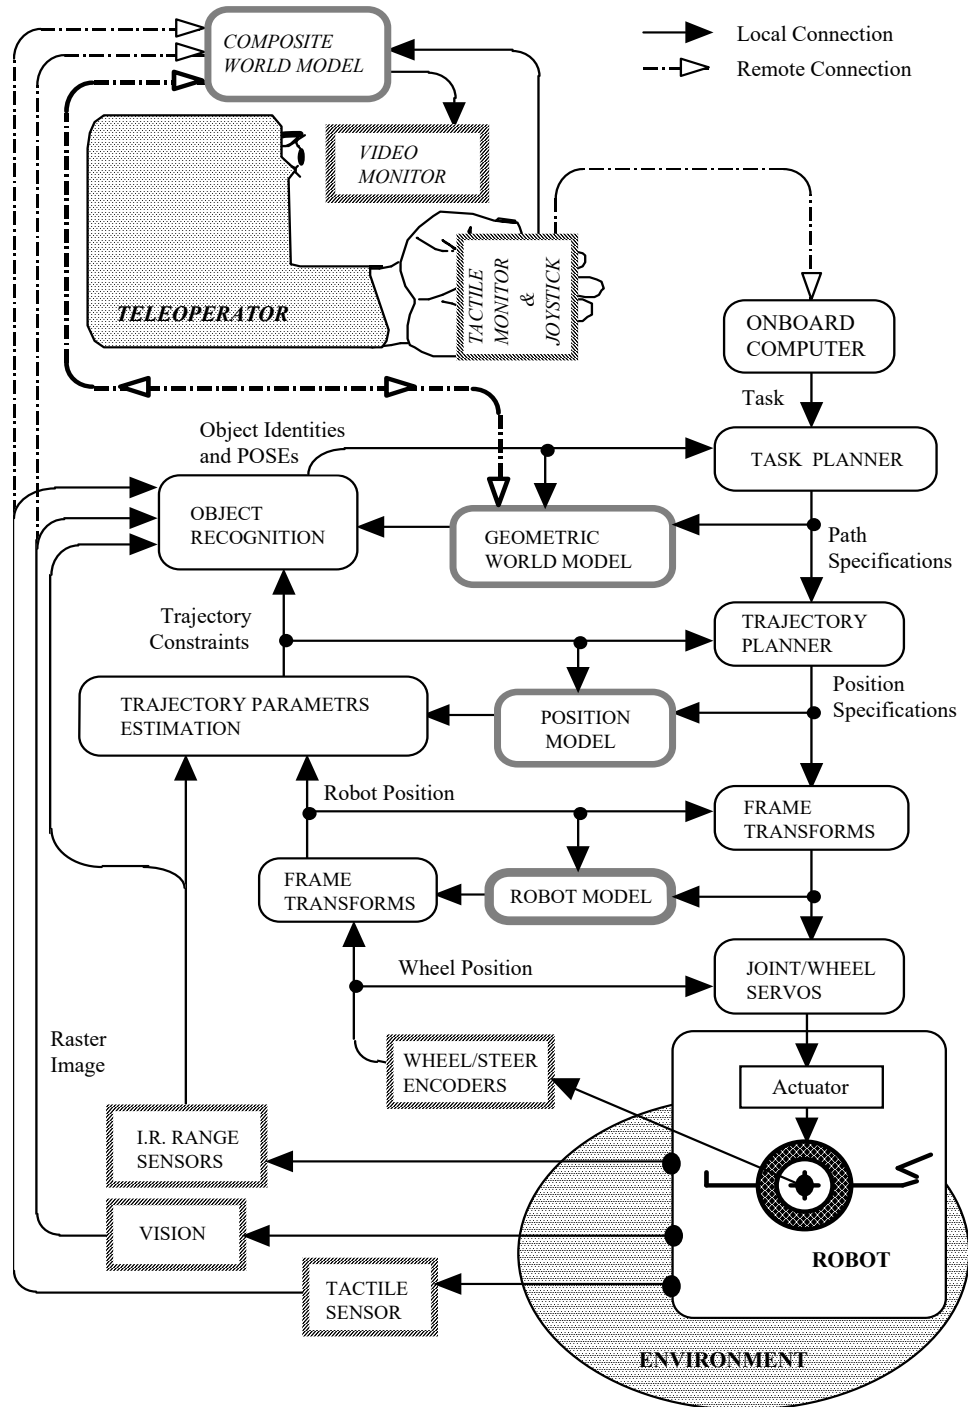 COMPOSITE
WORLD MODEL
Local Connection
Remote Connection
VIDEO
MONITOR
TACTILE
MONITOR
&
JOYSTICK
TELEOPERATOR
ONBOARD
COMPUTER
Task
Object Identities
and POSEs
TASK PLANNER
OBJECT
RECOGNITION
GEOMETRIC
WORLD MODEL
Path
Specifications
Trajectory
Constraints
TRAJECTORY
PLANNER
TRAJECTORY PARAMETRS
ESTIMATION
POSITION
MODEL
Position
Specifications
Robot Position
FRAME
TRANSFORMS
FRAME
TRANSFORMS
ROBOT MODEL
Wheel Position
JOINT/WHEEL
SERVOS
Raster
Image
WHEEL/STEER
ENCODERS
Actuator
I.R. RANGE
SENSORS
VISION
ROBOT
TACTILE
SENSOR
ENVIRONMENT